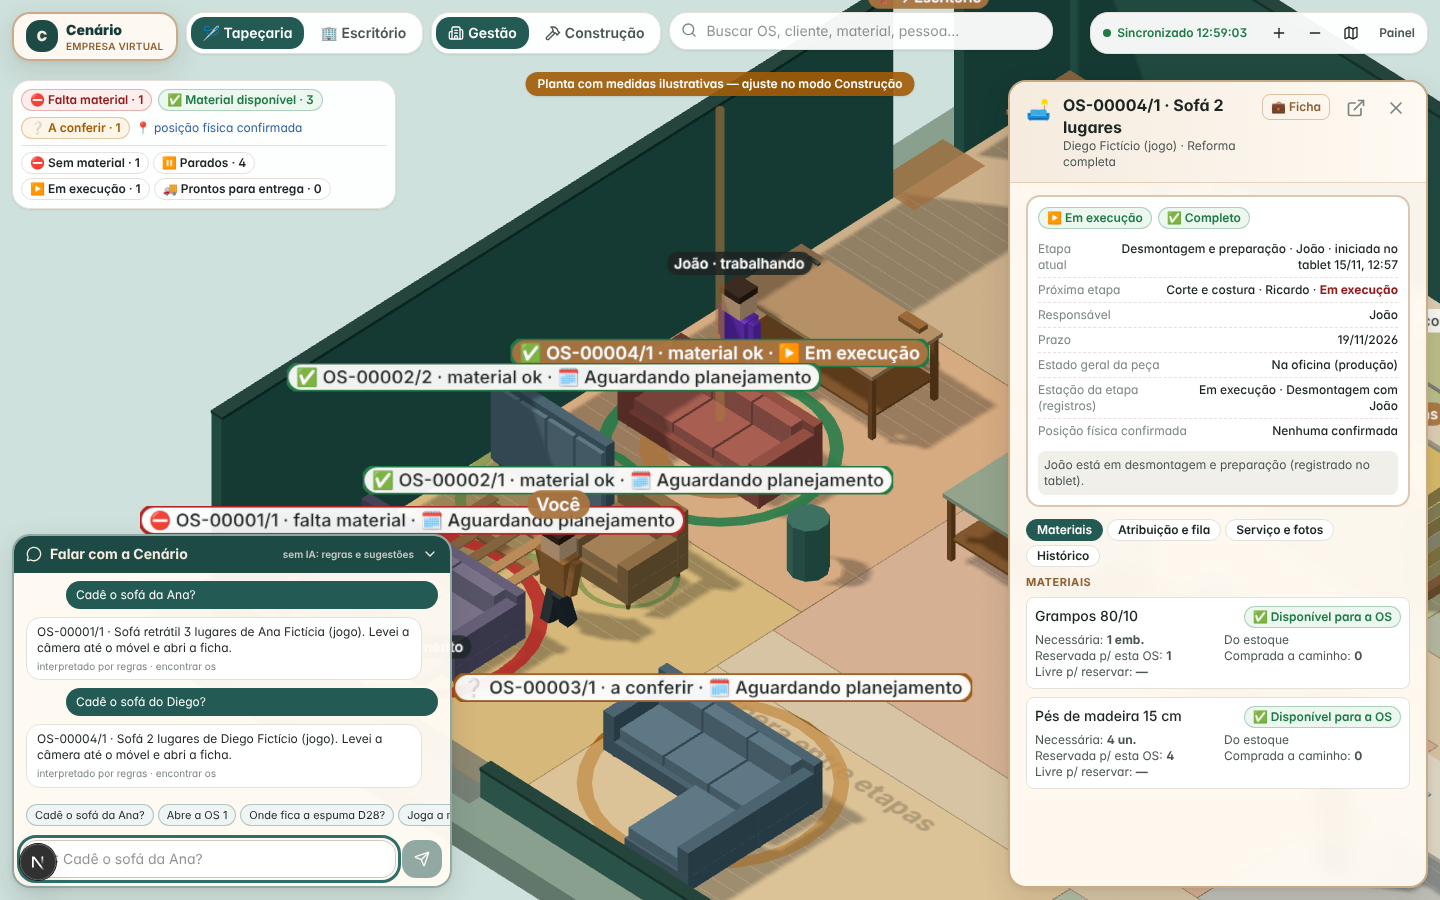 C
Cenário
EMPRESA VIRTUAL
Tapeçaria
Escritório
Gestão
Construção
Buscar OS, cliente, material, pessoa...
Sincronizado 12:59:03
Painel
Planta com medidas ilustrativas — ajuste no modo Construção
Falta material · 1
Material disponível · 3
A conferir · 1
posição física confirmada
Sem material · 1
Parados · 4
Em execução · 1
Prontos para entrega · 0
João · trabalhando
OS-00004/1 · material ok · ▶️ Em execução
OS-00002/2 · material ok · Aguardando planejamento
OS-00002/1 · material ok · Aguardando planejamento
Você
OS-00001/1 · falta material · Aguardando planejamento
OS-00003/1 · a conferir · Aguardando planejamento
etapas
Falar com a Cenário
sem IA: regras e sugestões
Cadê o sofá da Ana?
OS-00001/1 · Sofá retrátil 3 lugares de Ana Fictícia (jogo). Levei a
câmera até o móvel e abri a ficha.
interpretado por regras · encontrar os
Cadê o sofá do Diego?
OS-00004/1 · Sofá 2 lugares de Diego Fictício (jogo). Levei a
câmera até o móvel e abri a ficha.
interpretado por regras · encontrar os
Cadê o sofá da Ana?
Abre a OS 1
Onde fica a espuma D28?
Joga a
N
Cadê o sofá da Ana?
OS-00004/1 · Sofá 2
lugares
Diego Fictício (jogo) · Reforma
completa
Ficha
Em execução
Completo
Etapa
atual
Desmontagem e preparação · João · iniciada no
tablet 15/11, 12:57
Próxima etapa
Corte e costura · Ricardo · Em execução
Responsável
João
Prazo
19/11/2026
Estado geral da peça
Na oficina (produção)
Estação da etapa
(registros)
Em execução · Desmontagem com
João
Posição física confirmada
Nenhuma confirmada
João está em desmontagem e preparação (registrado no
tablet).
Materiais
Atribuição e fila
Serviço e fotos
Histórico
MATERIAIS
Grampos 80/10
Disponível para a OS
Necessária: 1 emb.
Do estoque
Reservada p/ esta OS: 1
Comprada a caminho: 0
Livre p/ reservar: —
Pés de madeira 15 cm
Disponível para a OS
Necessária: 4 un.
Do estoque
Reservada p/ esta OS: 4
Comprada a caminho: 0
Livre p/ reservar: —